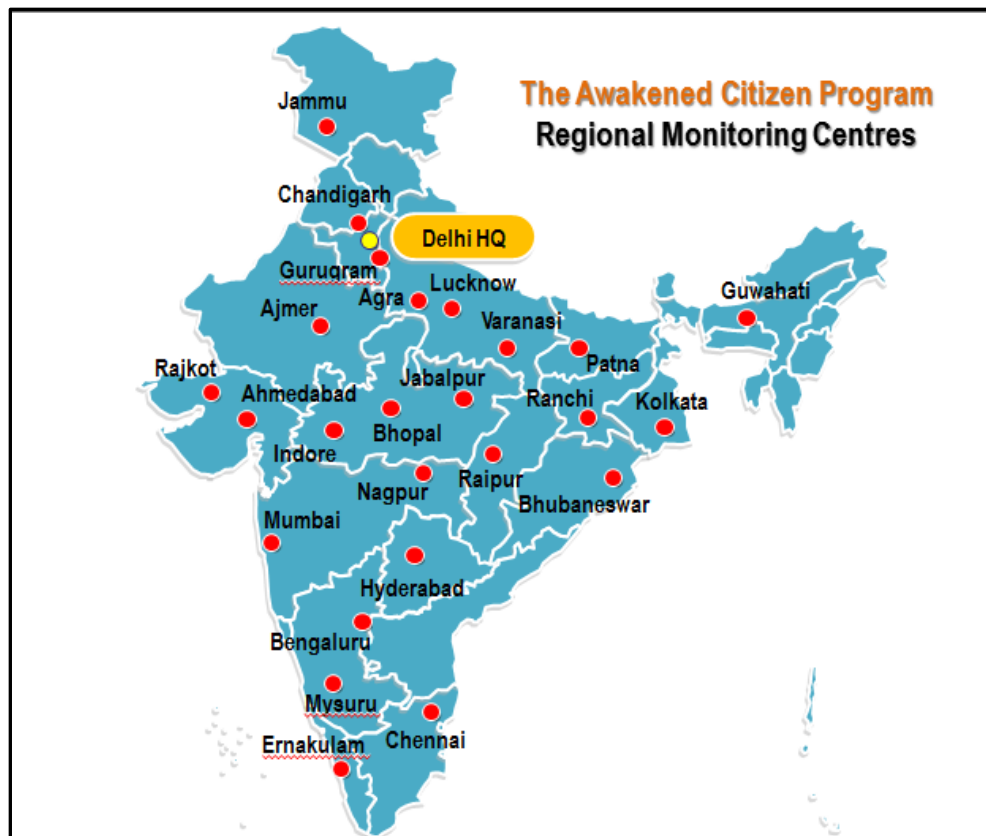 The Awakened Citizen Program
Regional Monitoring Centres
Jammu
Chandigarh
Delhi HQ
Gurugram
Agra
Lucknow
Guwahati
Ajmer
Varanasi
Patna
Rajkot
Ahmedabad
Jabalpur
Ranchi
Kolkata
Bhopal
Indore
Raipur
Nagpur
Bhubaneswar
Mumbai
Hyderabad
Bengaluru
Mysuru
Chennai
Ernakulam